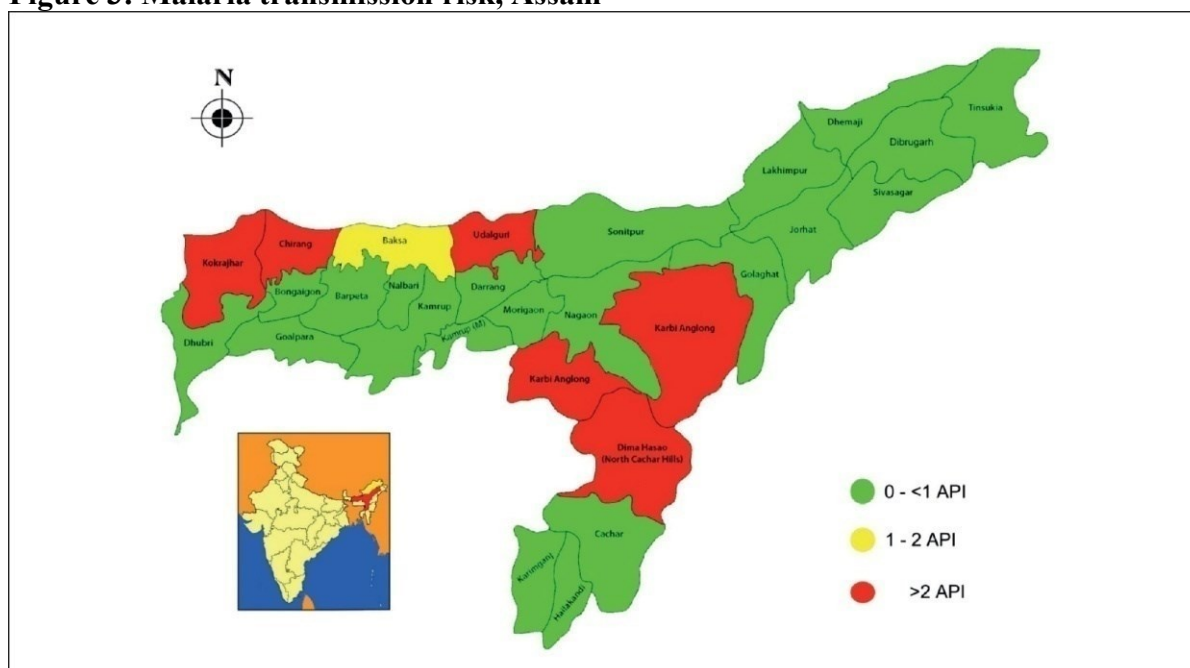 Figure 3: Malaria transmission risk, Assam
N
Tinsukia
Dhemaji
Dibrugarh
Lakhimpur
Sivasagar
Jorhat
Sonitpur
Golaghat
Udalguri
Baksa
Chirang
Kokrajhar
Bongaigon
Barpeta
Nalbari
Kamrup
Darrang
Morigaon
Nagaon
Karbi Anglong
Kamrup (M)
Goalpara
Dhubri
Karbi Anglong
Dima Hasao
(North Cachar Hills)
Cachar
Karimganj
Hailakandi
0 - <1 API
1 - 2 API
>2 API